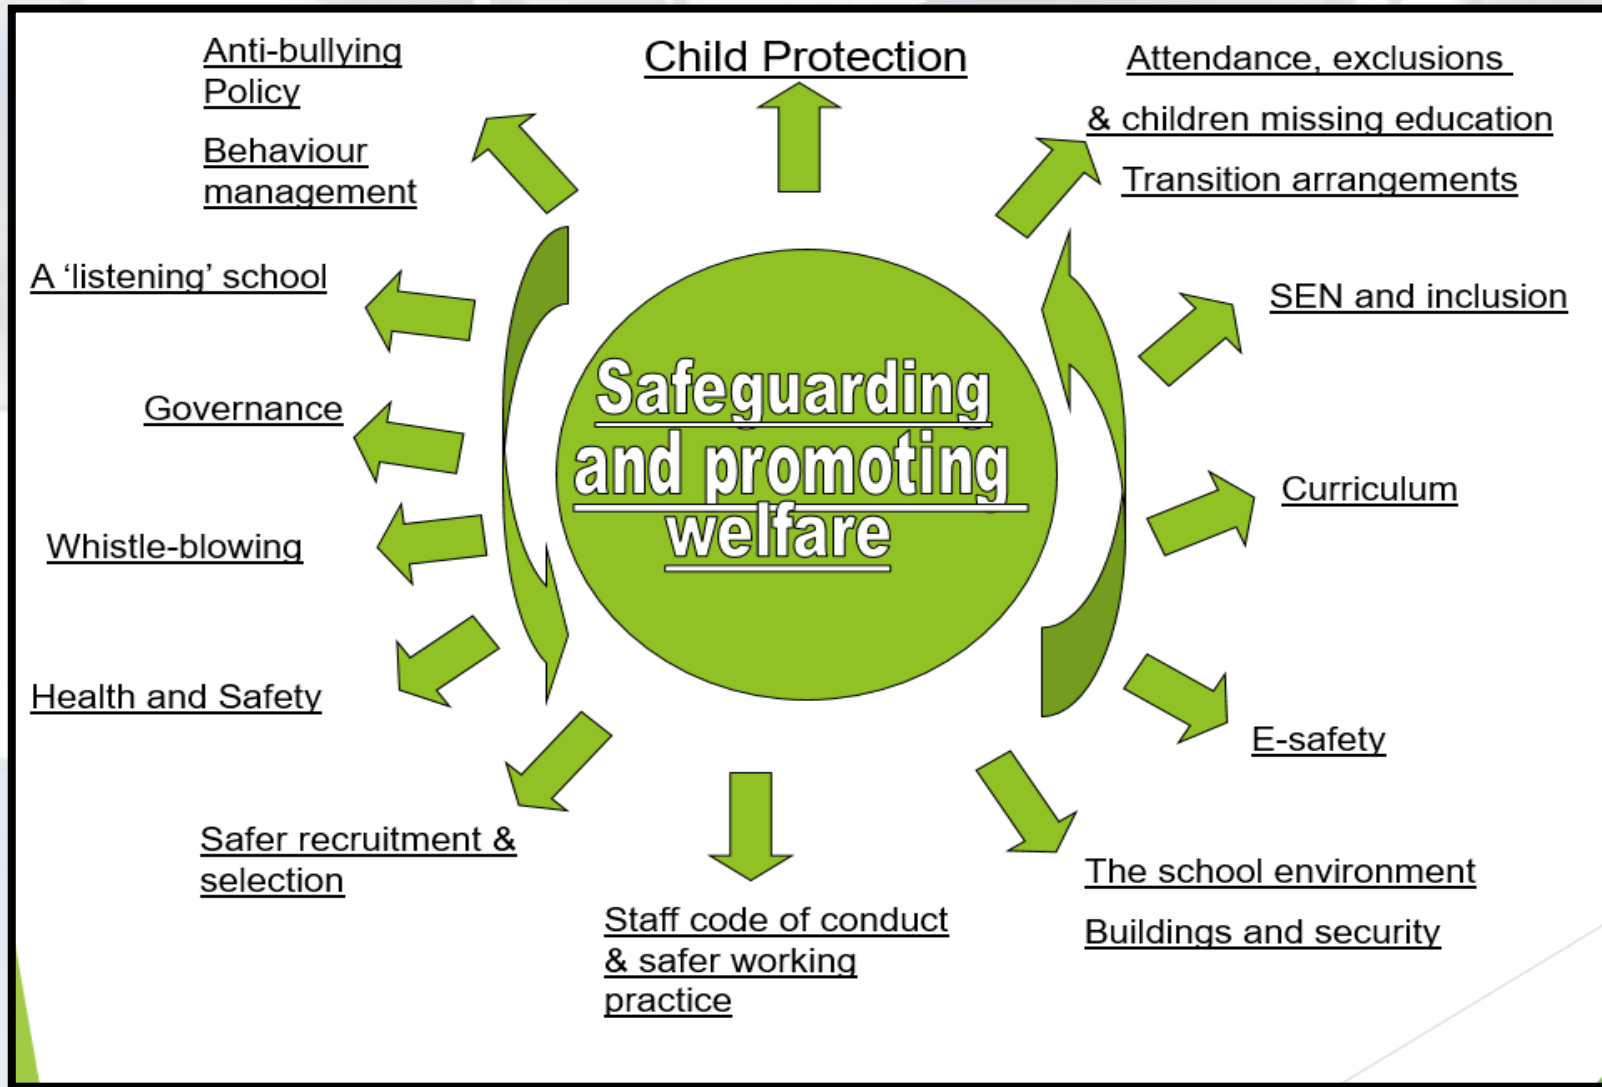 Child Protection
Anti-bullying
Policy
Behaviour
management
A ‘listening’ school
Governance
Whistle-blowing
Health and Safety
Safer recruitment &
selection
Safeguarding
and promoting
welfare
Staff code of conduct
& safer working
practice
Attendance, exclusions
& children missing education
Transition arrangements
SEN and inclusion
Curriculum
E-safety
The school environment
Buildings and security